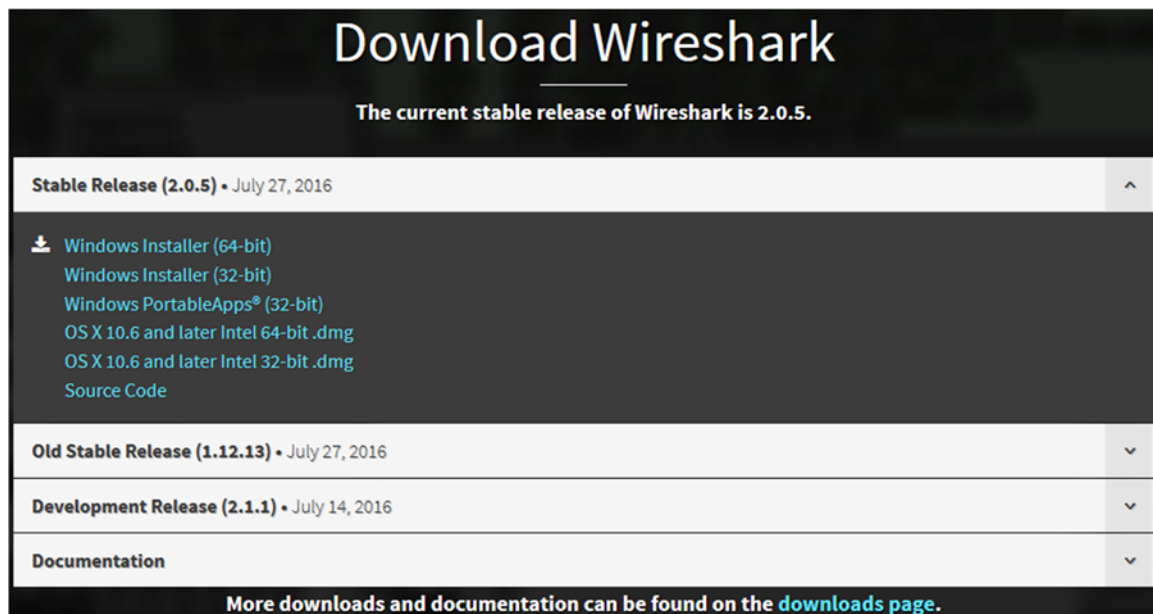 Download Wireshark
The current stable release of Wireshark is 2.0.5.
Stable Release (2.0.5) • July 27, 2016
Windows Installer (64-bit)
Windows Installer (32-bit)
Windows PortableApps® (32-bit)
OS X 10.6 and later Intel 64-bit .dmg
OS X 10.6 and later Intel 32-bit .dmg
Source Code
Old Stable Release (1.12.13) • July 27, 2016
Development Release (2.1.1) • July 14, 2016
Documentation
More downloads and documentation can be found on the downloads page.